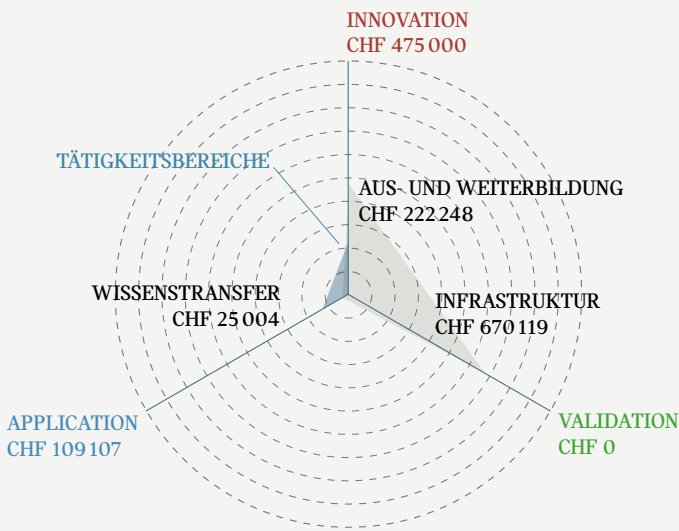 INNOVATION
CHF 475 000
TÄTIGKEITSBEREICHE
AUS- UND WEITERBILDUNG
CHF 222 248
WISSENSTRANSFER
CHF 25 004
INFRASTRUKTUR
CHF 670 119
APPLICATION
CHF 109 107
VALIDATION
CHF 0